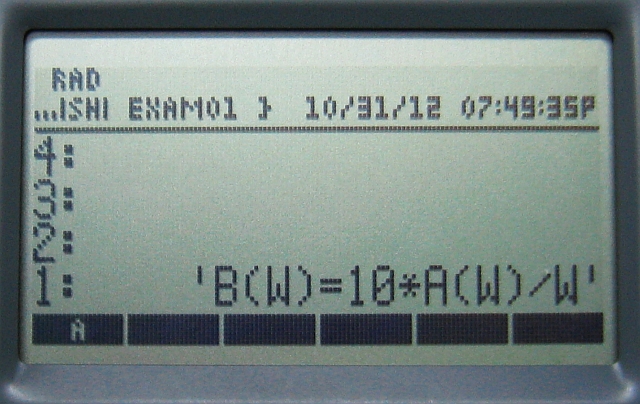 RAD
...ISHI EXAM01 } 10/31/12 07:49:35P
4:
3:
2:
1: 'B(W)=10*A(W)/W'
A